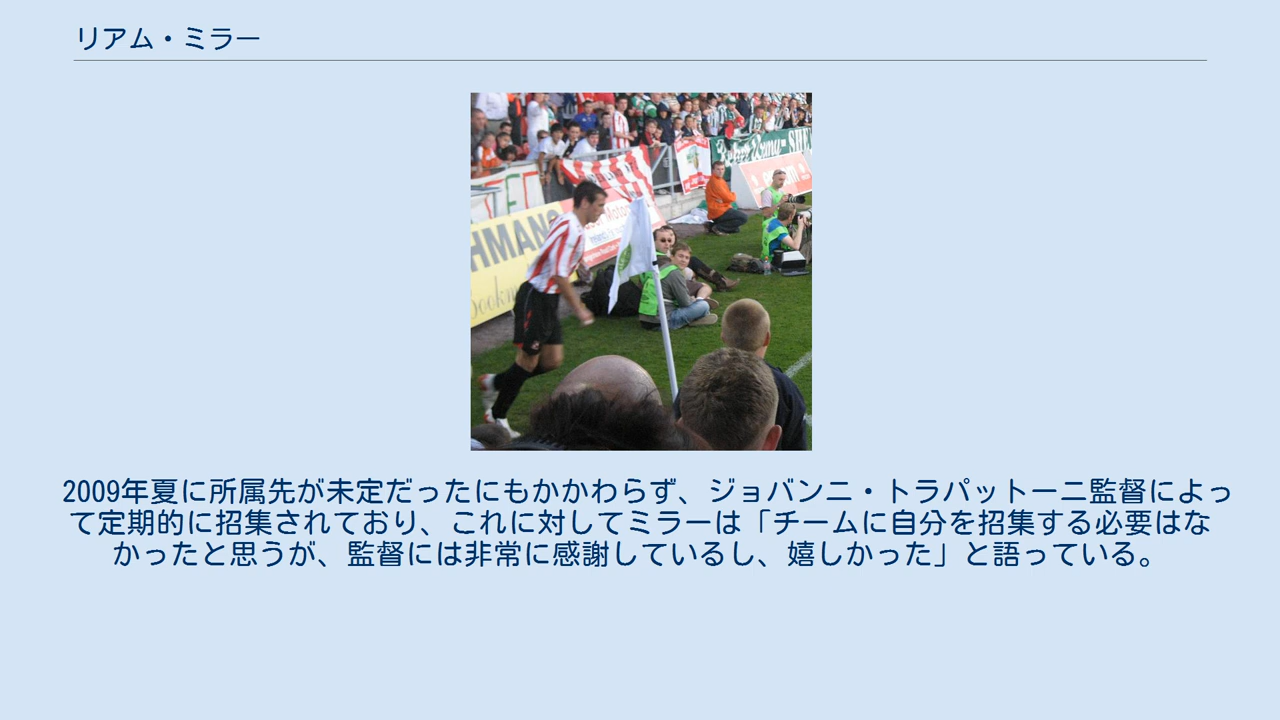 リアム・ミラー
HMANS
2009年夏に所属先が未定だったにもかかわらず、ジョバンニ・トラパットーニ監督によっ
て定期的に招集されており、これに対してミラーは「チームに自分を招集する必要はな
かったと思うが、監督には非常に感謝しているし、嬉しかった」と語っている。